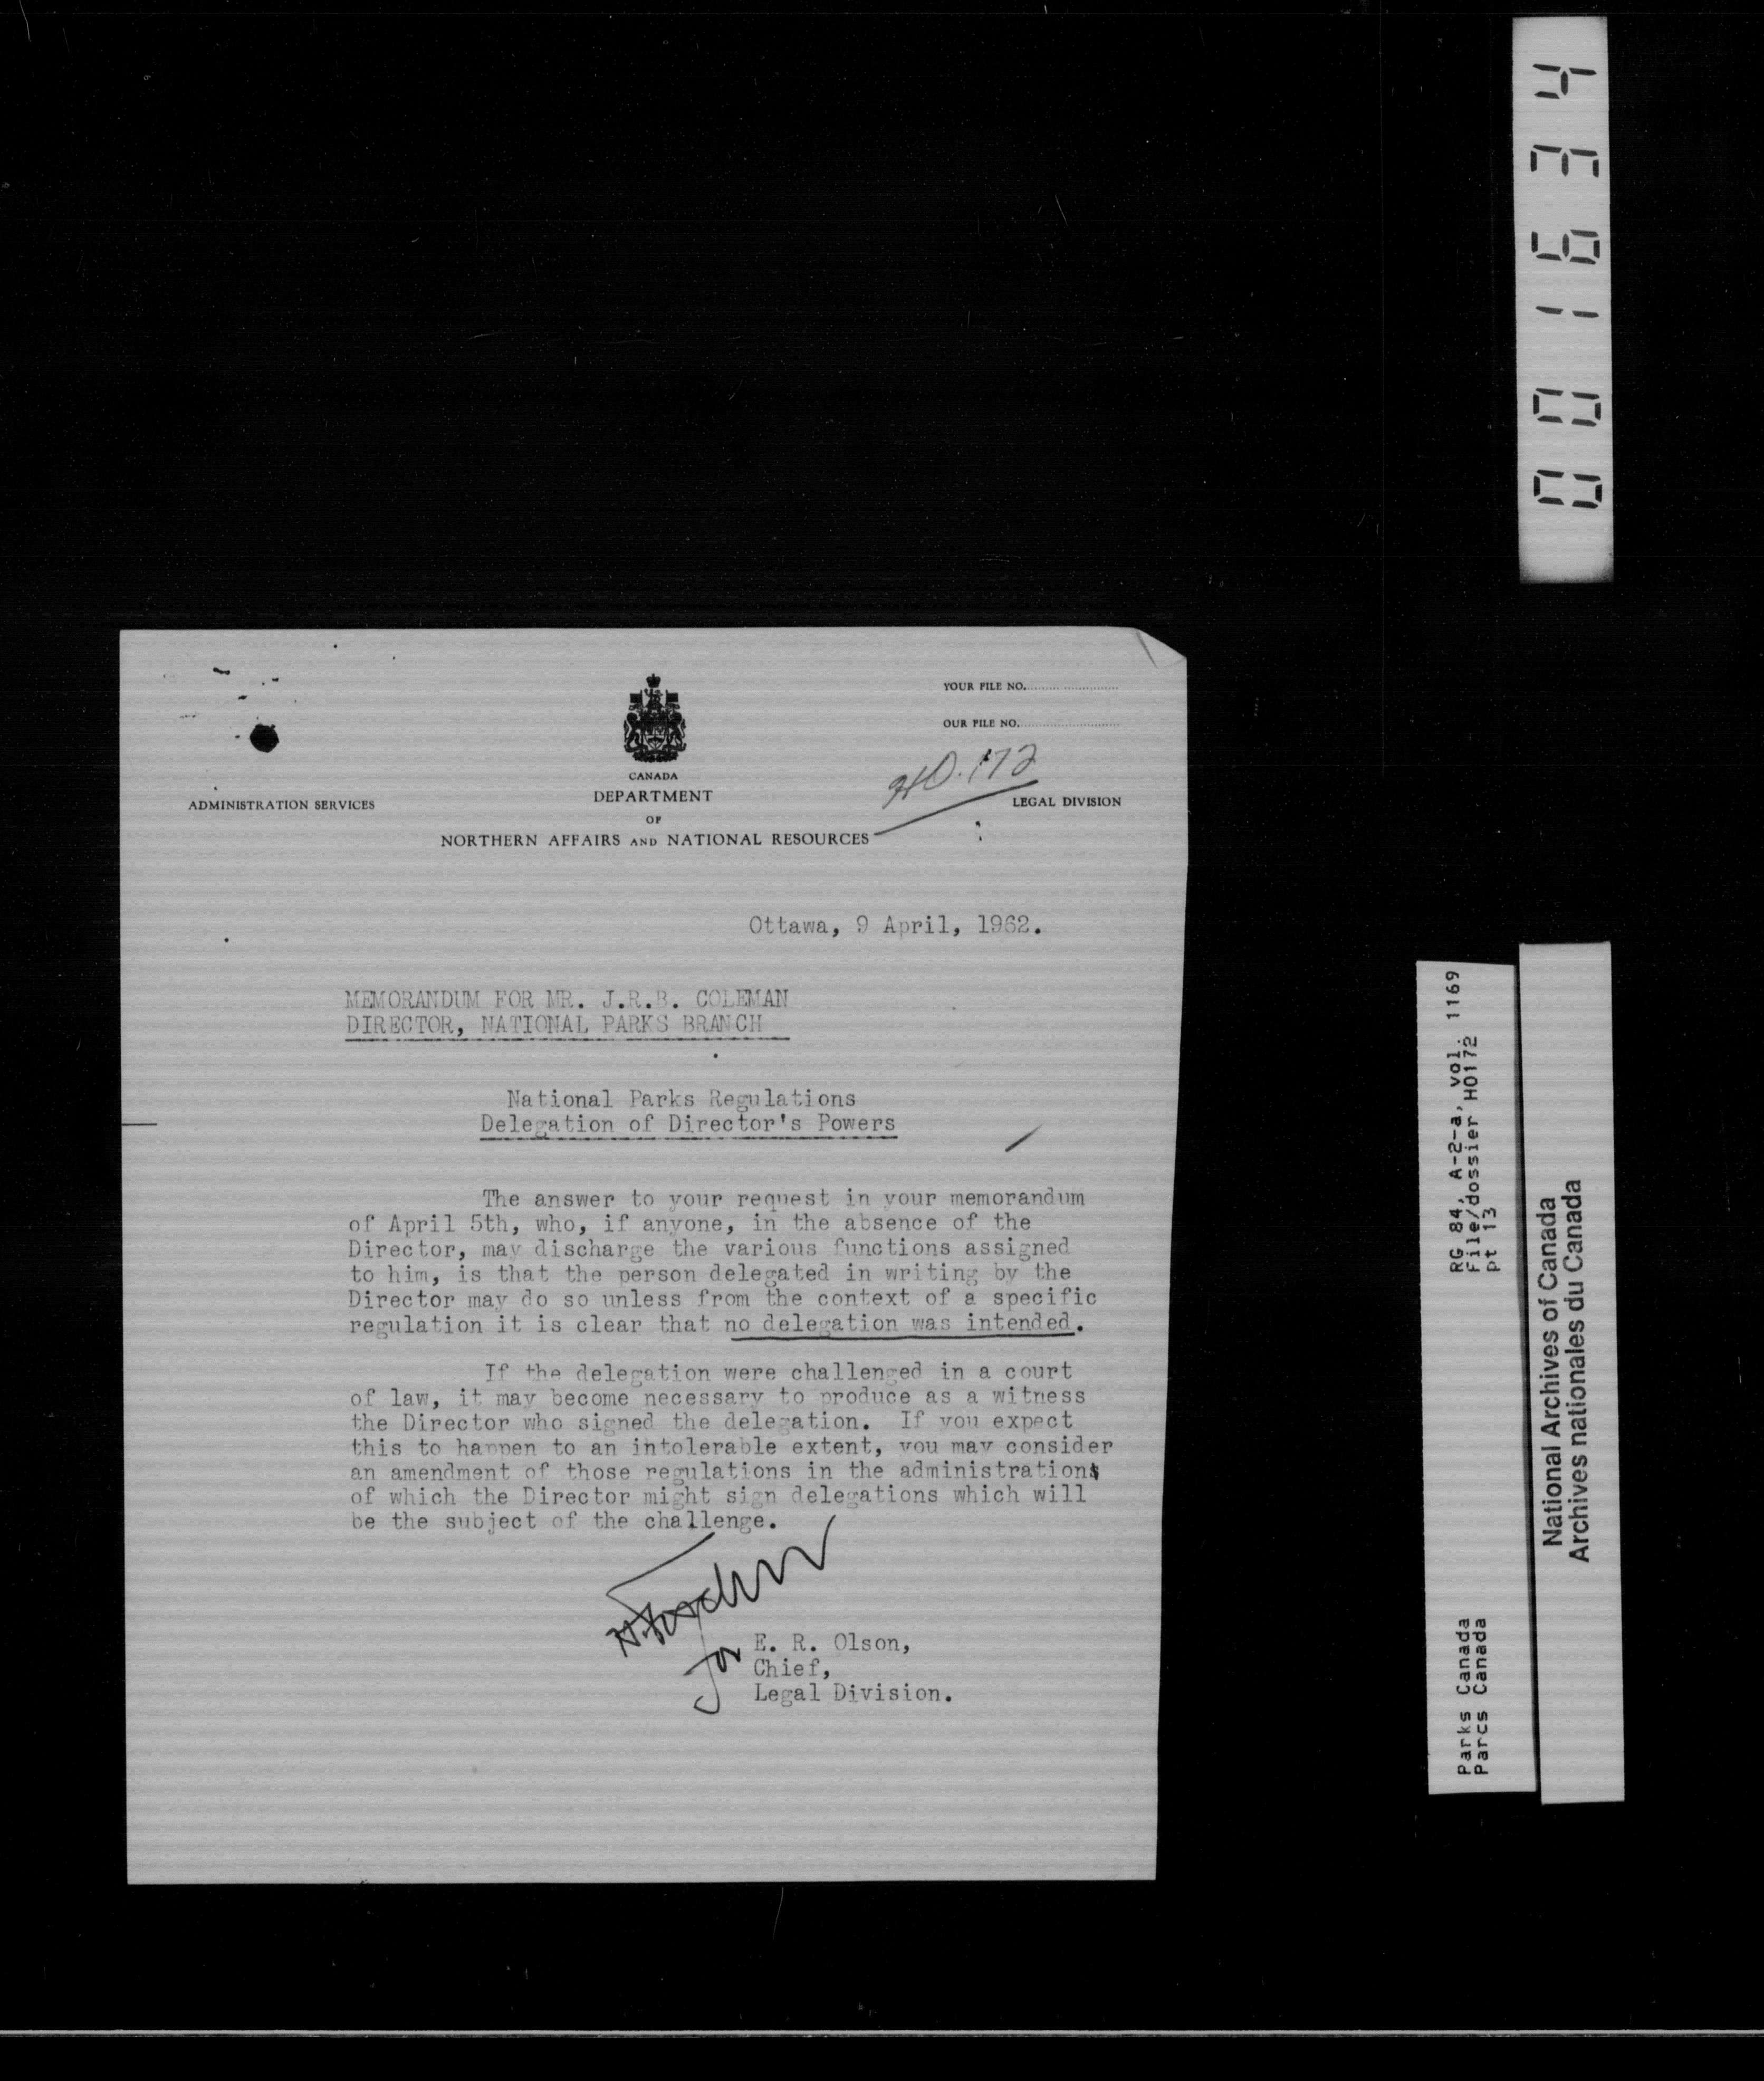 YOUR FILE NO.
OUR FILE NO.
HO.172
CANADA
ADMINISTRATION SERVICES
DEPARTMENT
LEGAL DIVISION
OF
NORTHERN AFFAIRS AND NATIONAL RESOURCES
Ottawa, 9 April, 1962.
MEMORANDUM FOR MR. J.R.B. COLEMAN
DIRECTOR, NATIONAL PARKS BRANCH
National Parks Regulations
Delegation of Director's Powers
The answer to your request in your memorandum
of April 5th, who, if anyone, in the absence of the
Director, may discharge the various functions assigned
to him, is that the person delegated in writing by the
Director may do so unless from the context of a specific
regulation it is clear that no delegation was intended.
If the delegation were challenged in a court
of law, it may become necessary to produce as a witness
the Director who signed the delegation. If you expect
this to happen to an intolerable extent, you may consider
an amendment of those regulations in the administration
of which the Director might sign delegations which will
be the subject of the challenge.
for
E. R. Olson,
Chief,
Legal Division.
001634
RG 84, A-2-a, vol. 1169
File/dossier HO172
pt 13
Parks Canada
Parcs Canada
National Archives of Canada
Archives nationales du Canada